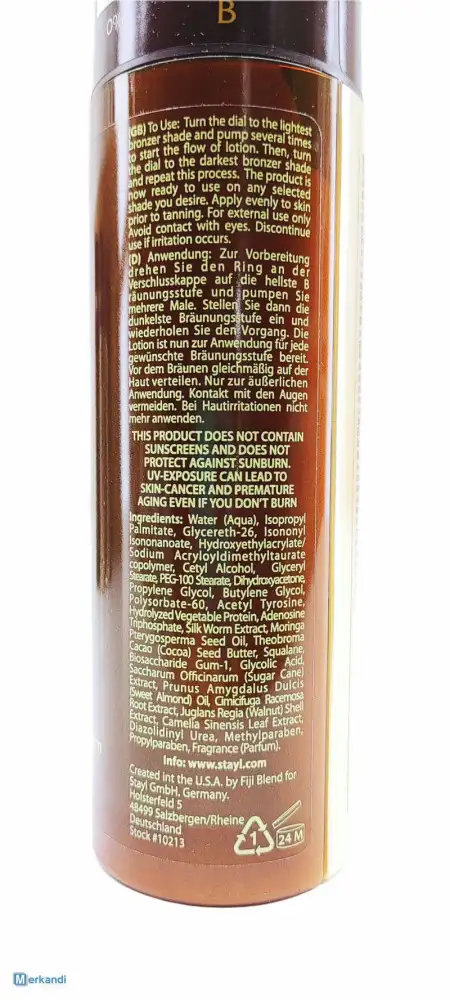 0%
B
(GB) To Use: Turn the dial to the lightest
bronzer shade and pump several times
to start the flow of lotion. Then, turn
the dial to the darkest bronzer shade
and repeat this process. The product is
now ready to use on any selected
shade you desire. Apply evenly to skin
prior to tanning. For external use only
Avoid contact with eyes. Discontinue
use if irritation occurs.
(D) Anwendung: Zur Vorbereitung
drehen Sie den Ring an der
Verschlusskappe auf die hellste B
räunungsstufe und pumpen Sie
mehrere Male. Stellen Sie dann die
dunkelste Bräunungsstufe ein und
wiederholen Sie den Vorgang. Die
Lotion ist nun zur Anwendung für jede
gewünschte Bräunungsstufe bereit.
Vor dem Bräunen gleichmäßig auf der
Haut verteilen. Nur zur äußerlichen
Anwendung. Kontakt mit den Augen
vermeiden. Bei Hautirritationen nicht
mehr anwenden.
THIS PRODUCT DOES NOT CONTAIN
SUNSCREENS AND DOES NOT
PROTECT AGAINST SUNBURN.
UV-EXPOSURE CAN LEAD TO
SKIN-CANCER AND PREMATURE
AGING EVEN IF YOU DON'T BURN
Ingredients: Water (Aqua), Isopropyl
Palmitate, Glycereth-26, Isononyl
Isononanoate, Hydroxyethylacrylate/
Sodium Acryloyldimethyltaurate
copolymer, Cetyl Alcohol, Glyceryl
Stearate, PEG-100 Stearate, Dihydroxyacetone,
Propylene Glycol, Butylene Glycol,
Polysorbate-60, Acetyl Tyrosine,
Hydrolyzed Vegetable Protein, Adenosine
Triphosphate, Silk Worm Extract, Moringa
Pterygosperma Seed Oil, Theobroma
Cacao (Cocoa) Seed Butter, Squalane,
Biosaccharide Gum-1, Glycolic Acid,
Saccharum Officinarum (Sugar Cane)
Extract, Prunus Amygdalus Dulcis
(Sweet Almond) Oil, Cimicifuga Racemosa
Root Extract, Juglans Regia (Walnut) Shell
Extract, Camelia Sinensis Leaf Extract,
Diazolidinyl Urea, Methylparaben,
Propylparaben, Fragrance (Parfum).
Info: www.stayl.com
Created int the U.S.A. by Fiji Blend for
Stayl GmbH. Germany.
Holsterfeld 5
48499 Salzbergen/Rheine
Deutschland
Stock #10213
1
24 M
Merkandi